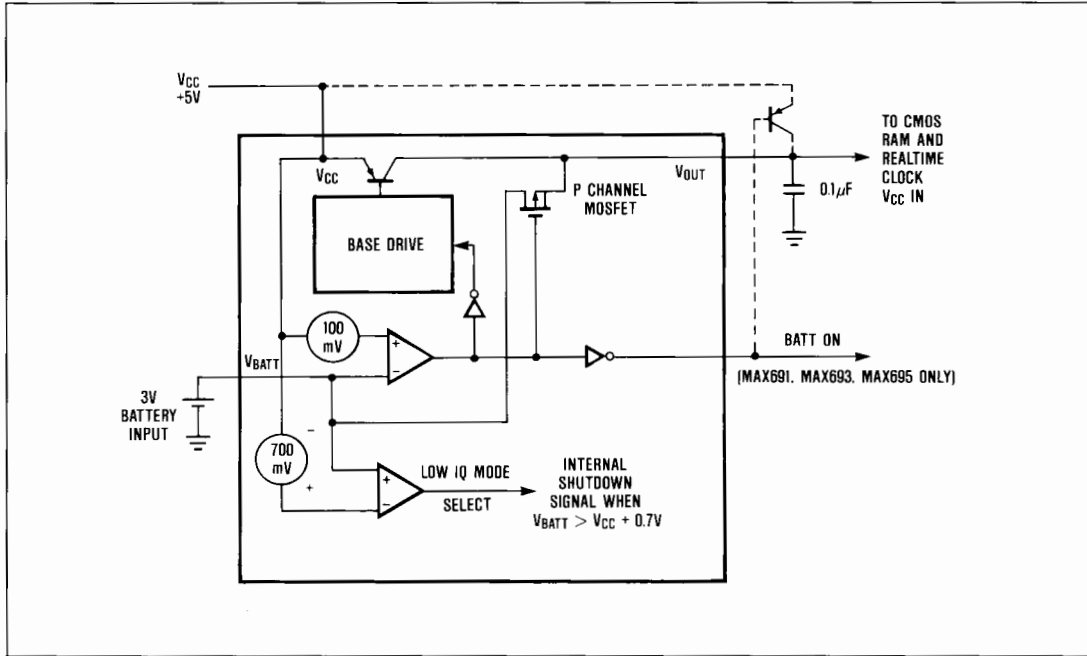 VCC
+5V
TO CMOS
RAM AND
REALTIME
CLOCK
VCC IN
0.1μF
VCC
VOUT
P CHANNEL
MOSFET
BASE DRIVE
100
mV
+
−
VBATT
BATT ON
(MAX691, MAX693, MAX695 ONLY)
3V
BATTERY
INPUT
−
700
mV
+
+
−
LOW IQ MODE
SELECT
INTERNAL
SHUTDOWN
SIGNAL WHEN
VBATT > VCC + 0.7V